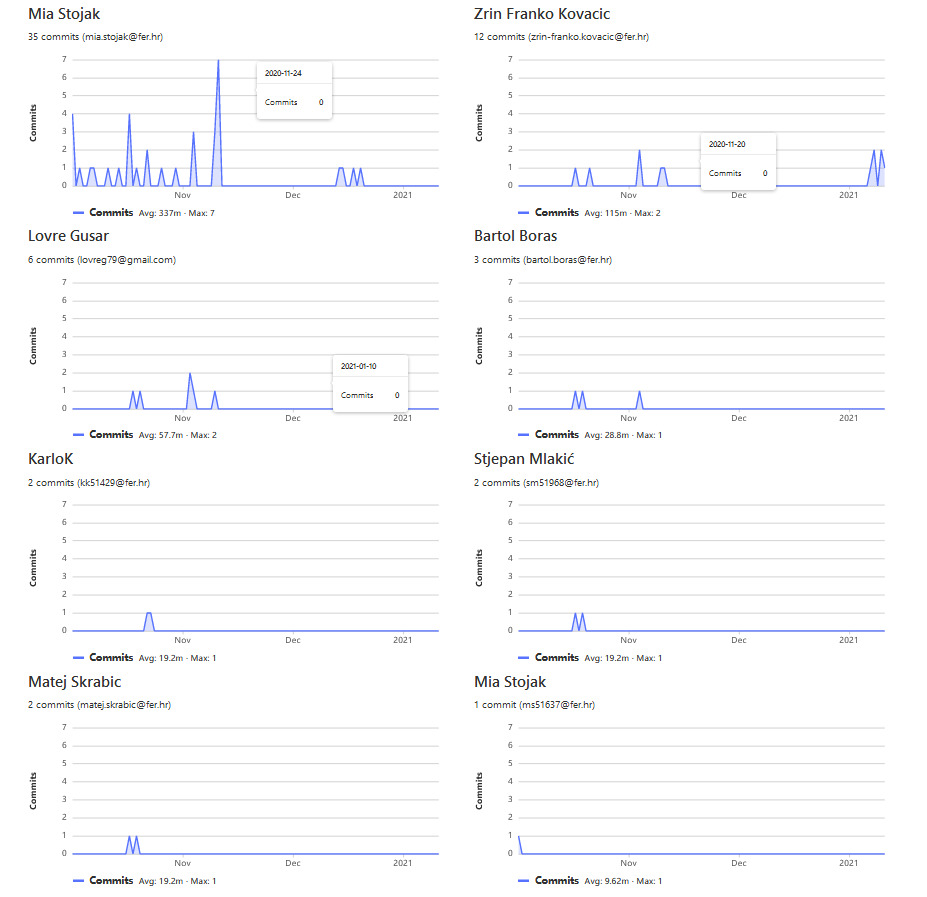 Mia Stojak
35 commits (mia.stojak@fer.hr)
7
6
5
4
3
2
1
0
Commits
2020-11-24
Commits 0
Nov Dec 2021
Commits Avg: 337m · Max: 7
Zrin Franko Kovacic
12 commits (zrin-franko.kovacic@fer.hr)
7
6
5
4
3
2
1
0
Commits
2020-11-20
Commits 0
Nov Dec 2021
Commits Avg: 115m · Max: 2
Lovre Gusar
6 commits (lovreg79@gmail.com)
7
6
5
4
3
2
1
0
Commits
2021-01-10
Commits 0
Nov Dec 2021
Commits Avg: 57.7m · Max: 2
Bartol Boras
3 commits (bartol.boras@fer.hr)
7
6
5
4
3
2
1
0
Commits
Nov Dec 2021
Commits Avg: 28.8m · Max: 1
KarloK
2 commits (kk51429@fer.hr)
7
6
5
4
3
2
1
0
Commits
Nov Dec 2021
Commits Avg: 19.2m · Max: 1
Stjepan Mlakić
2 commits (sm51968@fer.hr)
7
6
5
4
3
2
1
0
Commits
Nov Dec 2021
Commits Avg: 19.2m · Max: 1
Matej Skrabic
2 commits (matej.skrabic@fer.hr)
7
6
5
4
3
2
1
0
Commits
Nov Dec 2021
Commits Avg: 19.2m · Max: 1
Mia Stojak
1 commit (ms51637@fer.hr)
7
6
5
4
3
2
1
0
Commits
Nov Dec 2021
Commits Avg: 9.62m · Max: 1